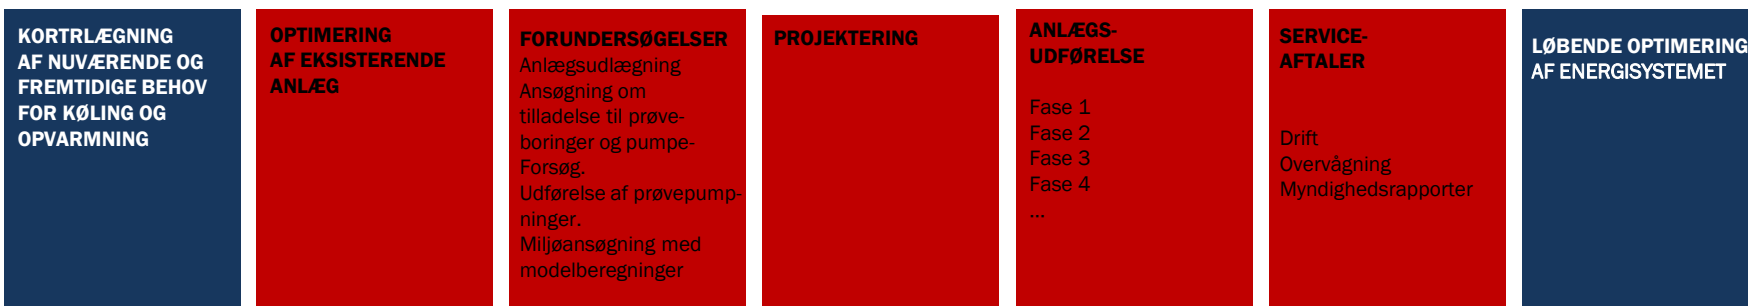 KORTRLÆGNING
AF NUVÆRENDE OG
FREMTIDIGE BEHOV
FOR KØLING OG
OPVARMNING
OPTIMERING
AF EKSISTERENDE
ANLÆG
FORUNDERSØGELSER
Anlægsudlægning
Ansøgning om
tilladelse til prøve-
boringer og pumpe-
Forsøg.
Udførelse af prøvepump-
ninger.
Miljøansøgning med
modelberegninger
PROJEKTERING
ANLÆGS-
UDFØRELSE
Fase 1
Fase 2
Fase 3
Fase 4
...
SERVICE-
AFTALER
Drift
Overvågning
Myndighedsrapporter
LØBENDE OPTIMERING
AF ENERGISYSTEMET